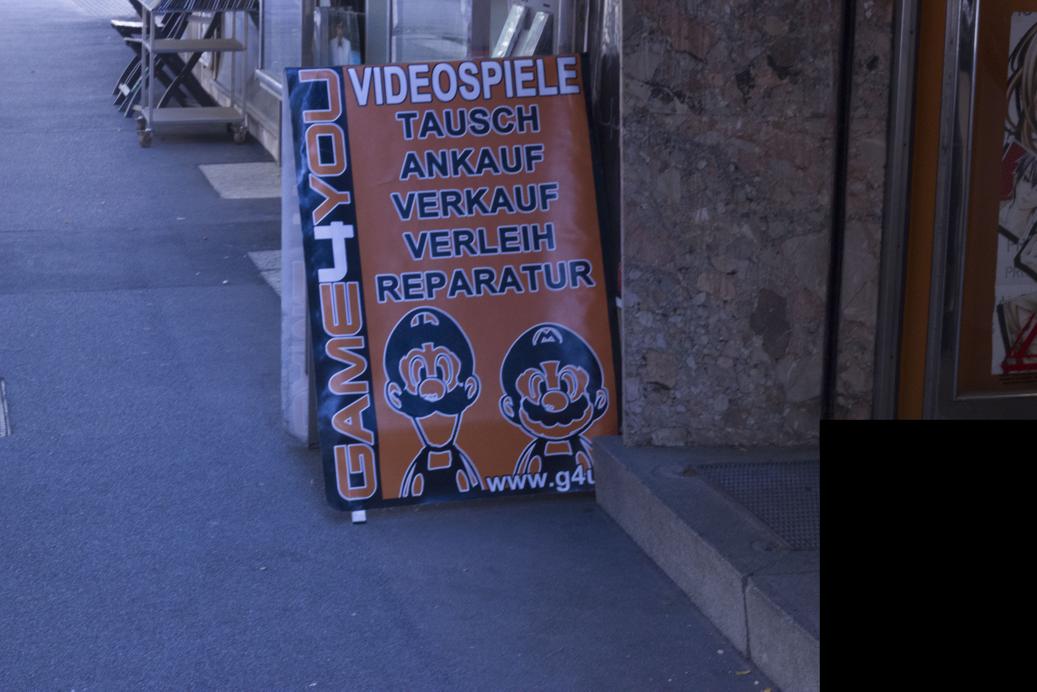 GAME4YOU
VIDEOSPIELE
TAUSCH
ANKAUF
VERKAUF
VERLEIH
REPARATUR
M
www.g4u